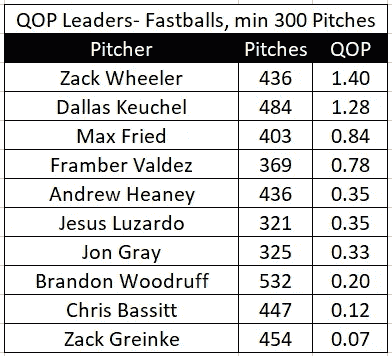 QOP Leaders- Fastballs, min 300 Pitches
Pitcher Pitches QOP
Zack Wheeler 436 1.40
Dallas Keuchel 484 1.28
Max Fried 403 0.84
Framber Valdez 369 0.78
Andrew Heaney 436 0.35
Jesus Luzardo 321 0.35
Jon Gray 325 0.33
Brandon Woodruff 532 0.20
Chris Bassitt 447 0.12
Zack Greinke 454 0.07